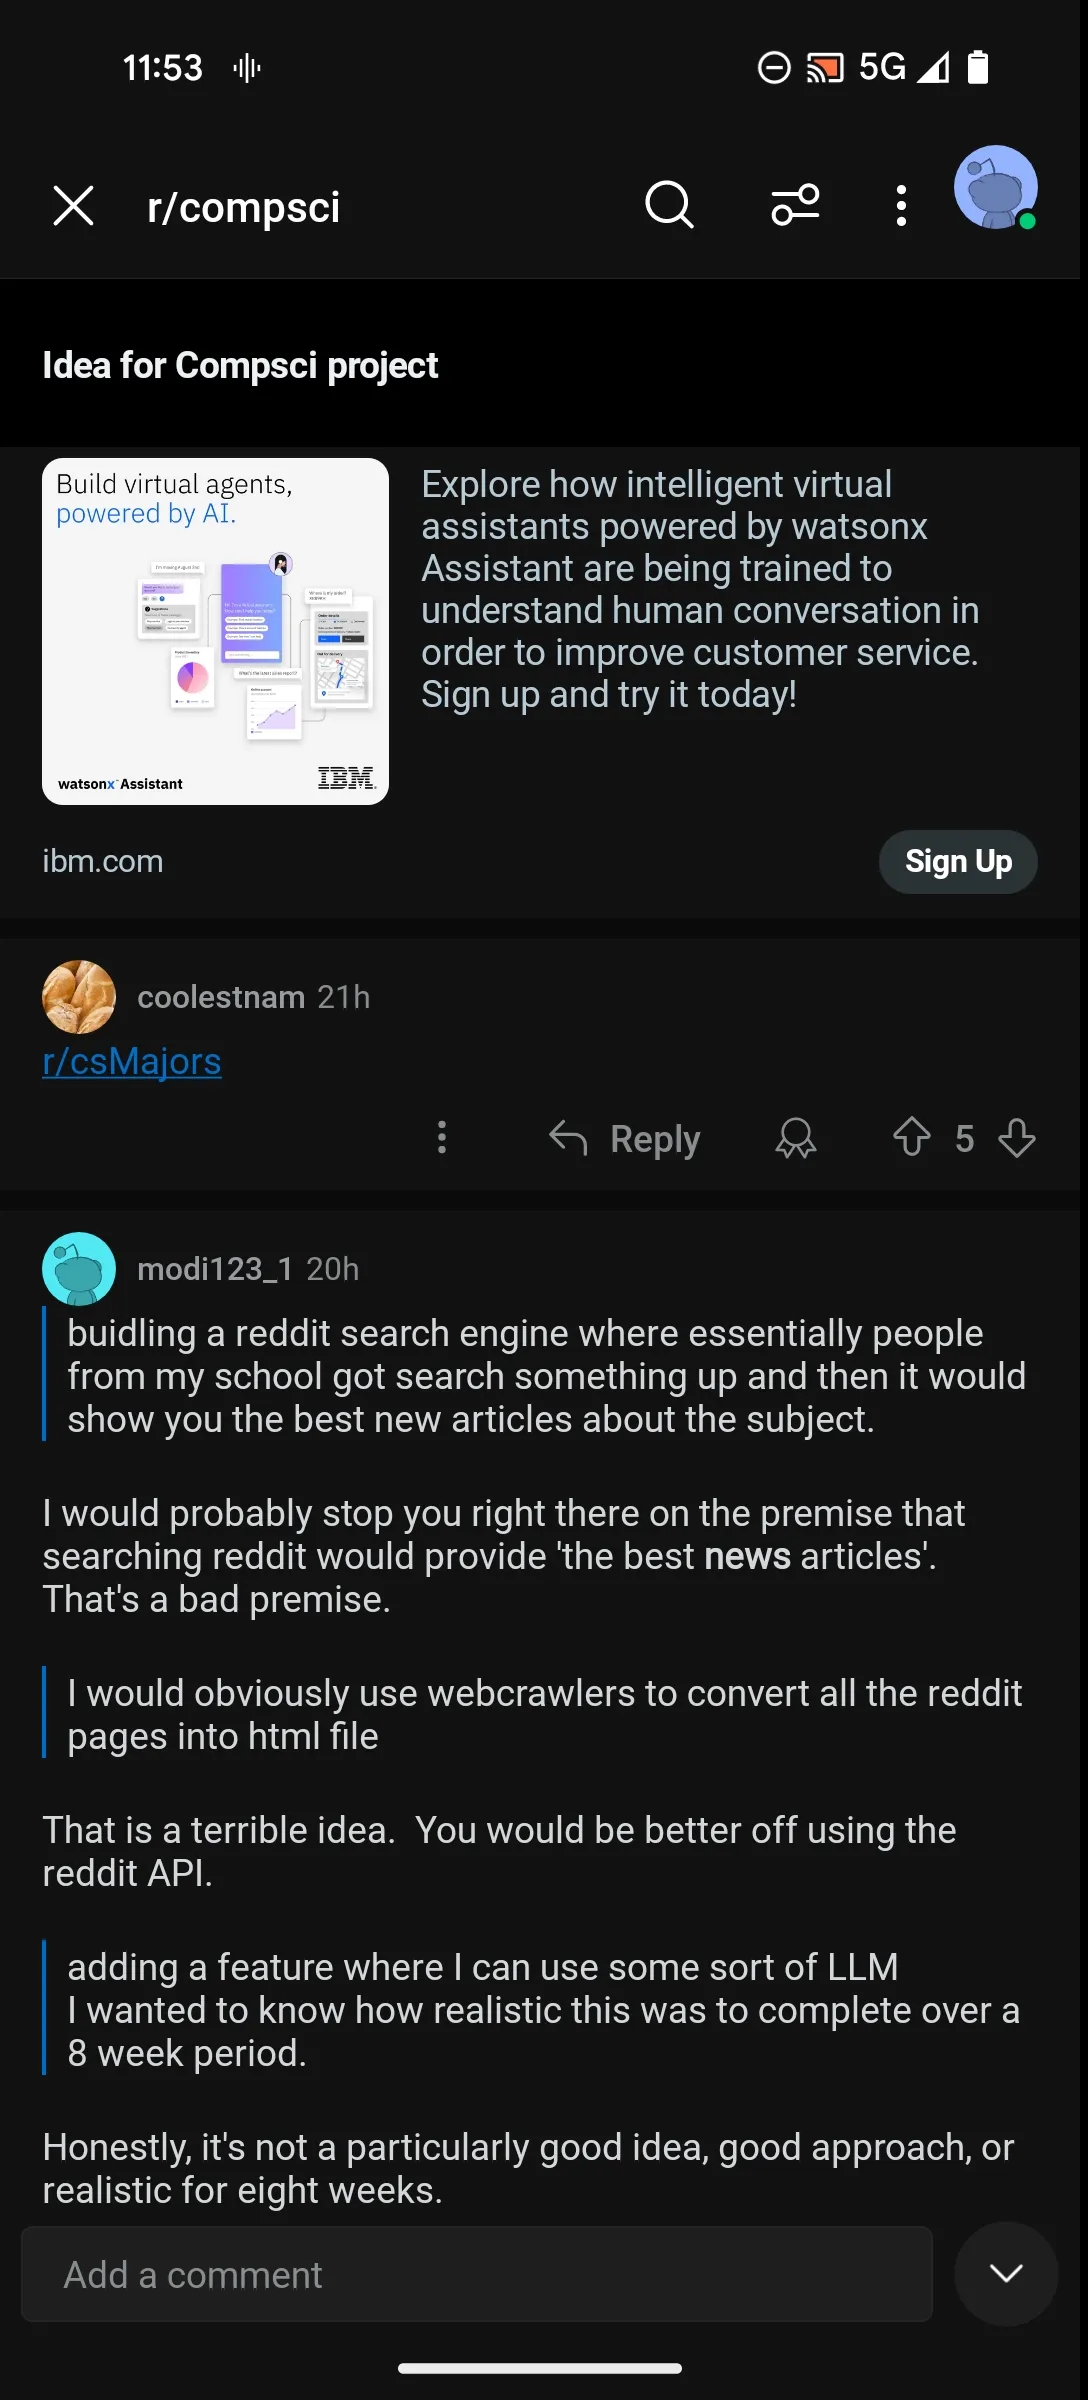 11:53
5G
r/compsci
Idea for Compsci project
Build virtual agents,
powered by AI.
watsonx Assistant
IBM
Explore how intelligent virtual
assistants powered by watsonx
Assistant are being trained to
understand human conversation in
order to improve customer service.
Sign up and try it today!
ibm.com
Sign Up
coolestnam 21h
r/csMajors
Reply
5
modi123_1 20h
buidling a reddit search engine where essentially people
from my school got search something up and then it would
show you the best new articles about the subject.
I would probably stop you right there on the premise that
searching reddit would provide 'the best news articles'.
That's a bad premise.
I would obviously use webcrawlers to convert all the reddit
pages into html file
That is a terrible idea.  You would be better off using the
reddit API.
adding a feature where I can use some sort of LLM
I wanted to know how realistic this was to complete over a
8 week period.
Honestly, it's not a particularly good idea, good approach, or
realistic for eight weeks.
Add a comment